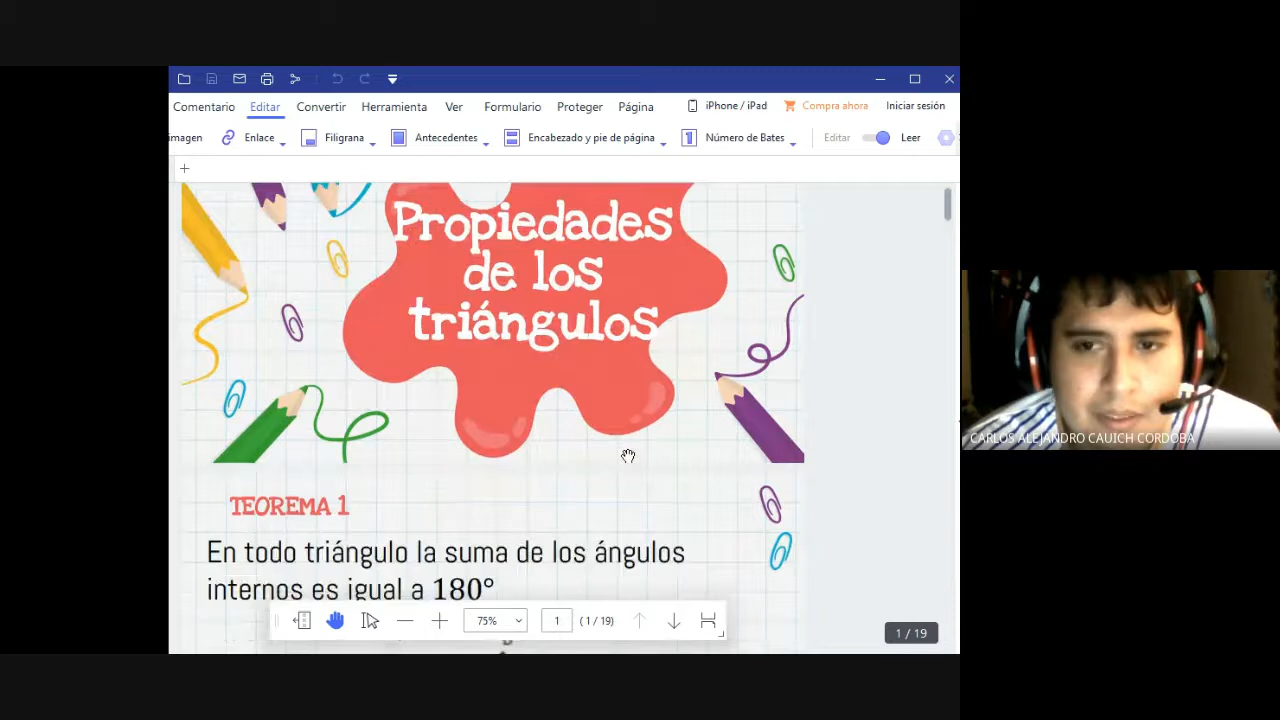 Comentario Editar Convertir Herramienta Ver Formulario Proteger Página iPhone / iPad Compra ahora Iniciar sesión
imagen Enlace Filigrana Antecedentes Encabezado y pie de página Número de Bates Editar Leer
Propiedades
de los
triángulos
TEOREMA 1
En todo triángulo la suma de los ángulos
internos es igual a 180°
75% 1 ( 1 / 19)
1 / 19
CARLOS ALEJANDRO CAUICH CORDOBA